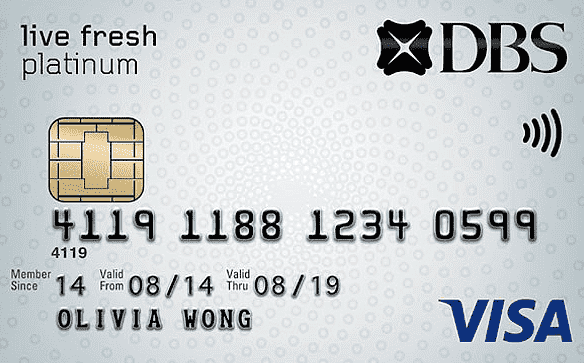 live fresh
platinum
DBS
4119 1188 1234 0599
4119
Member Since 14 Valid From 08/14 Valid Thru 08/19
OLIVIA WONG
VISA